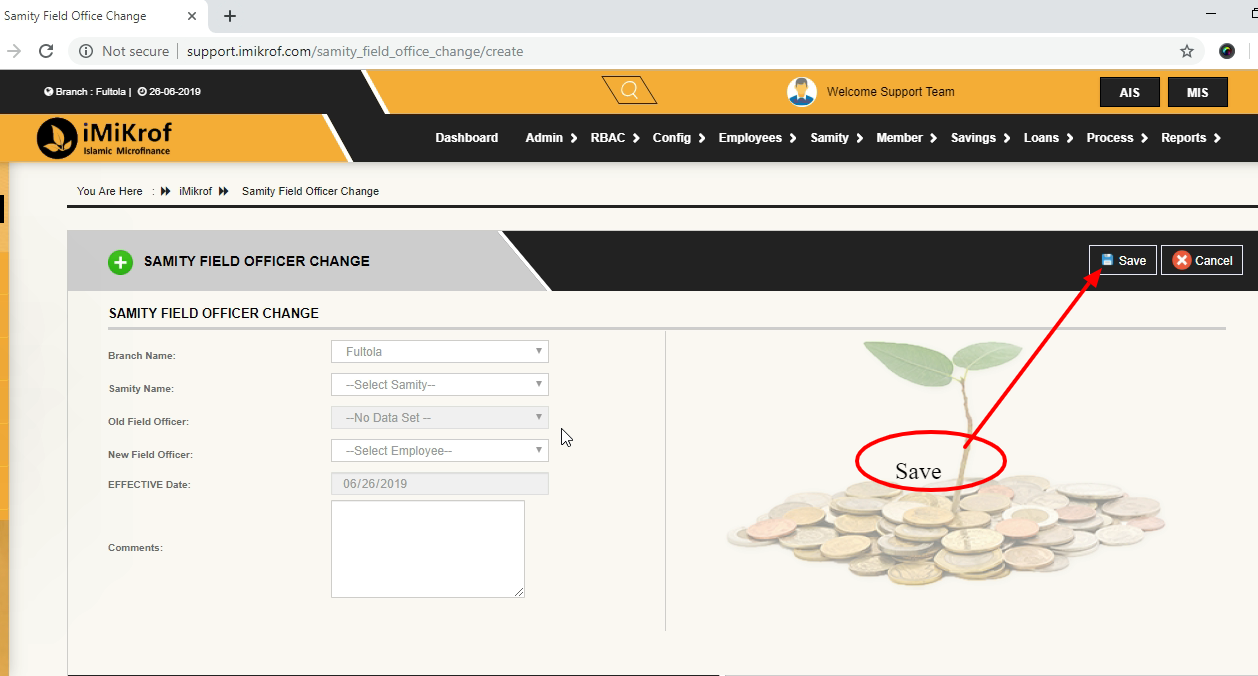 Samity Field Office Change
Not secure
support.imikrof.com/samity_field_office_change/create
Branch : Fultola | 26-06-2019
Welcome Support Team
AIS
MIS
iMiKrof
Islamic Microfinance
Dashboard Admin RBAC Config Employees Samity Member Savings Loans Process Reports
You Are Here : iMikrof Samity Field Officer Change
SAMITY FIELD OFFICER CHANGE
Save
Cancel
SAMITY FIELD OFFICER CHANGE
Branch Name: Fultola
Samity Name: --Select Samity--
Old Field Officer: --No Data Set --
New Field Officer: --Select Employee--
EFFECTIVE Date: 06/26/2019
Comments:
Save